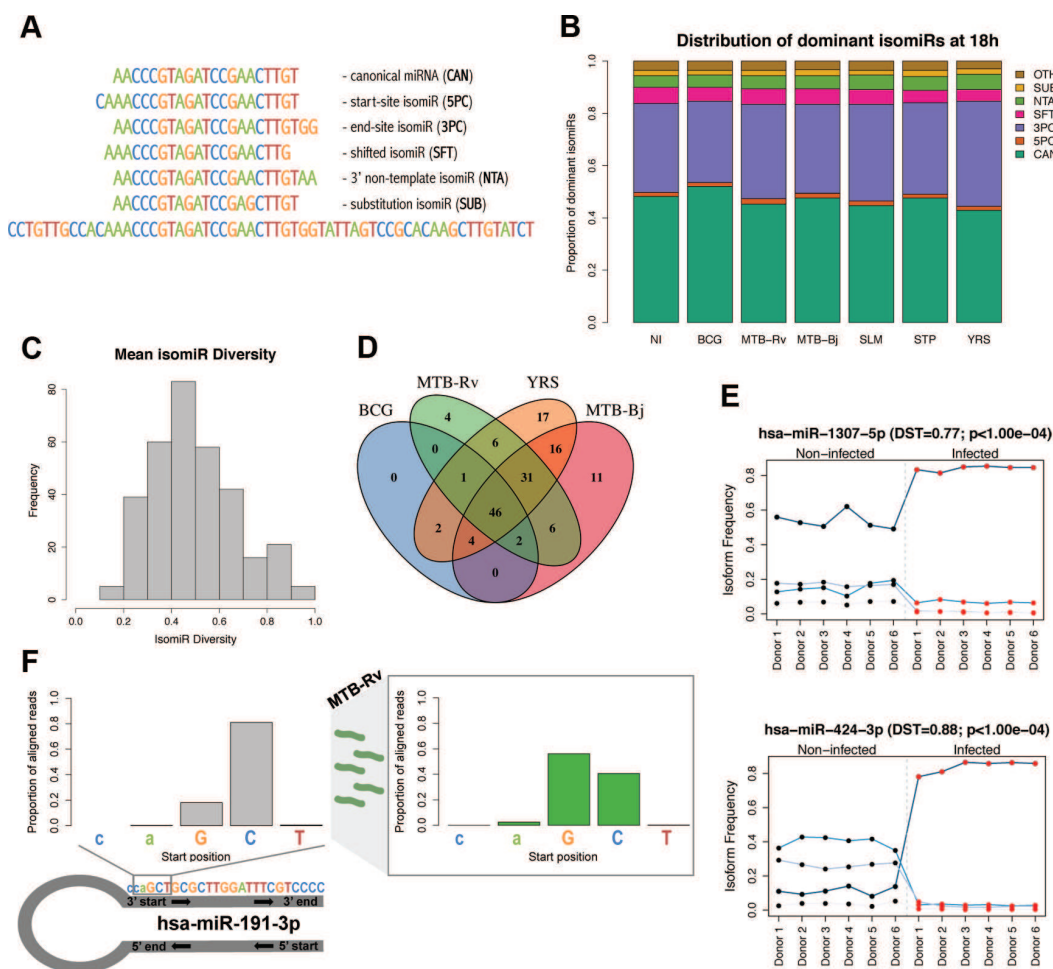 A
AACCCGTAGATCCGAACTTGT - canonical miRNA (CAN)
CAAACCCGTAGATCCGAACTTGT - start-site isomiR (5PC)
AACCCGTAGATCCGAACTTGTGG - end-site isomiR (3PC)
AAACCCGTAGATCCGAACTTG - shifted isomiR (SFT)
AACCCGTAGATCCGAACTTGTAA - 3' non-template isomiR (NTA)
AACCCGTAGATCCGAGCTTGT - substitution isomiR (SUB)
CCTGTTGCCACAAACCCGTAGATCCGAACTTGTGGTATTAGTCCGCACAAGCTTGTATCT
B
Distribution of dominant isomiRs at 18h
Proportion of dominant isomiRs
0.0 0.2 0.4 0.6 0.8 1.0
NI BCG MTB-Rv MTB-Bj SLM STP YRS
OTH
SUB
NTA
SFT
3PC
5PC
CAN
C
Mean isomiR Diversity
Frequency
0 20 40 60 80
0.0 0.2 0.4 0.6 0.8 1.0
IsomiR Diversity
D
BCG
MTB-Rv
YRS
MTB-Bj
4 17
0 6 16
0 1 31 11
46
2 4 2 6
0
E
hsa-miR-1307-5p (DST=0.77; p<1.00e-04)
Non-infected Infected
Isoform Frequency
0.0 0.2 0.4 0.6 0.8
Donor 1 Donor 2 Donor 3 Donor 4 Donor 5 Donor 6 Donor 1 Donor 2 Donor 3 Donor 4 Donor 5 Donor 6
hsa-miR-424-3p (DST=0.88; p<1.00e-04)
Non-infected Infected
Isoform Frequency
0.0 0.2 0.4 0.6 0.8
Donor 1 Donor 2 Donor 3 Donor 4 Donor 5 Donor 6 Donor 1 Donor 2 Donor 3 Donor 4 Donor 5 Donor 6
F
Proportion of aligned reads
0.0 0.2 0.4 0.6 0.8 1.0
c a G C T
Start position
MTB-Rv
Proportion of aligned reads
0.0 0.2 0.4 0.6 0.8 1.0
c a G C T
Start position
ccaGCTGCGCTTGGATTTCGTCCCC
3' start 3' end
hsa-miR-191-3p
5' end 5' start